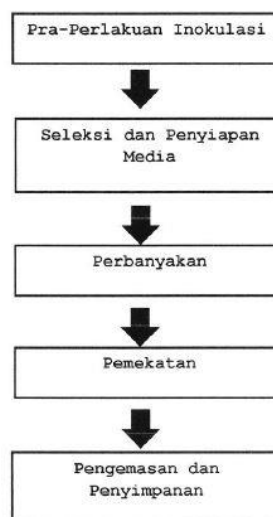 Pra-Perlakuan Inokulasi
Seleksi dan Penyiapan
Media
Perbanyakan
Pemekatan
Pengemasan dan
Penyimpanan